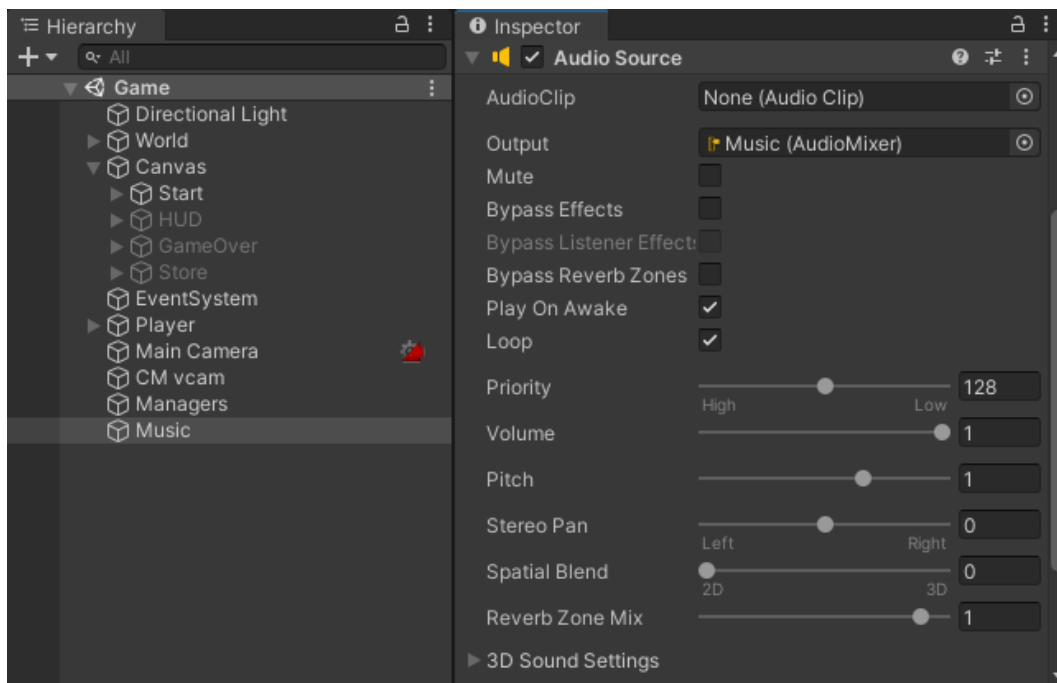 Hierarchy
All
Game
Directional Light
World
Canvas
Start
HUD
GameOver
Store
EventSystem
Player
Main Camera
CM vcam
Managers
Music
Inspector
Audio Source
AudioClip None (Audio Clip)
Output Music (AudioMixer)
Mute
Bypass Effects
Bypass Listener Effect
Bypass Reverb Zones
Play On Awake
Loop
Priority 128
High Low
Volume 1
Pitch 1
Stereo Pan 0
Left Right
Spatial Blend 0
2D 3D
Reverb Zone Mix 1
3D Sound Settings